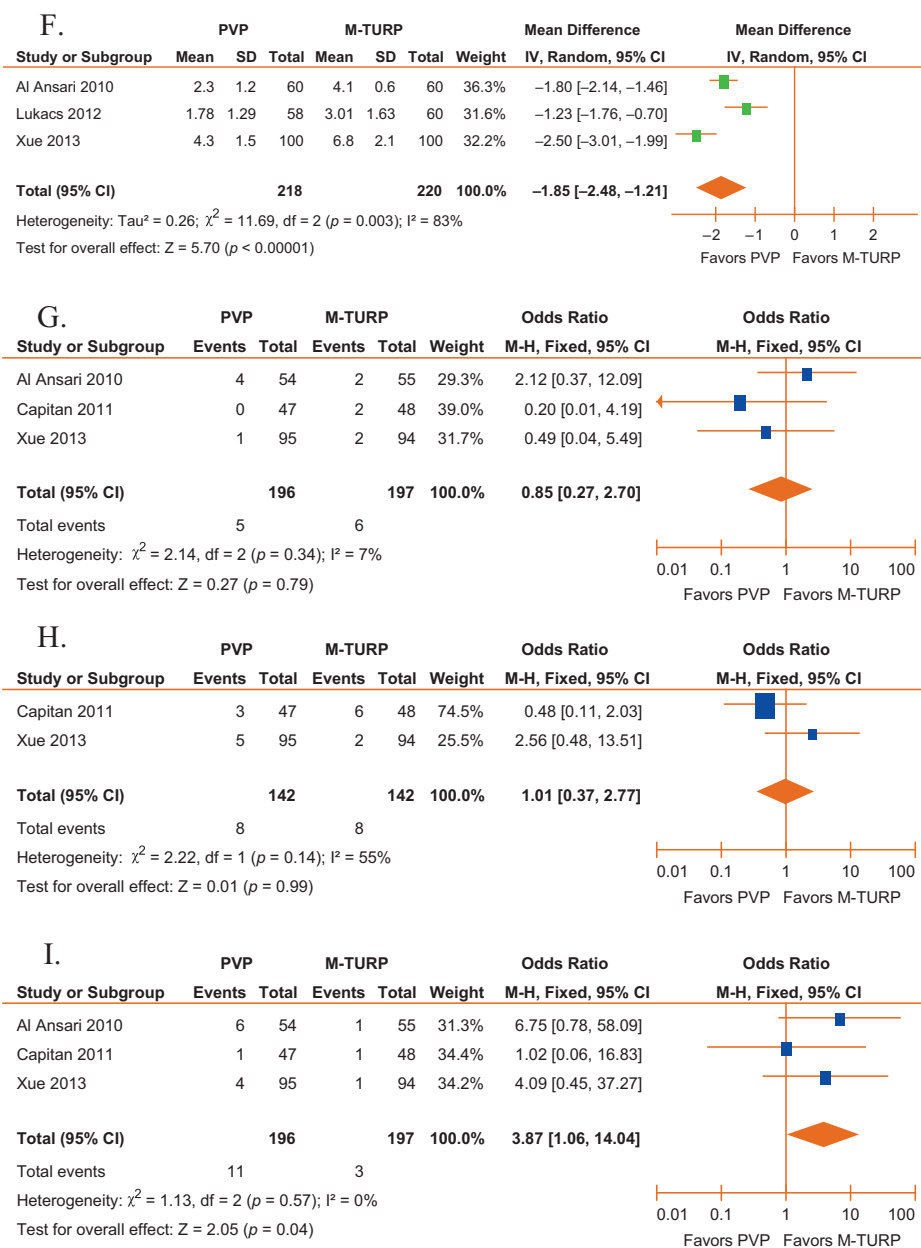 F.
PVP M-TURP Mean Difference Mean Difference
Study or Subgroup Mean SD Total Mean SD Total Weight IV, Random, 95% CI IV, Random, 95% CI
Al Ansari 2010 2.3 1.2 60 4.1 0.6 60 36.3% –1.80 [–2.14, –1.46]
Lukacs 2012 1.78 1.29 58 3.01 1.63 60 31.6% –1.23 [–1.76, –0.70]
Xue 2013 4.3 1.5 100 6.8 2.1 100 32.2% –2.50 [–3.01, –1.99]
Total (95% CI) 218 220 100.0% –1.85 [–2.48, –1.21]
Heterogeneity: Tau² = 0.26; χ² = 11.69, df = 2 (p = 0.003); I² = 83%
Test for overall effect: Z = 5.70 (p < 0.00001)
–2 –1 0 1 2
Favors PVP Favors M-TURP
G.
PVP M-TURP Odds Ratio Odds Ratio
Study or Subgroup Events Total Events Total Weight M-H, Fixed, 95% CI M-H, Fixed, 95% CI
Al Ansari 2010 4 54 2 55 29.3% 2.12 [0.37, 12.09]
Capitan 2011 0 47 2 48 39.0% 0.20 [0.01, 4.19]
Xue 2013 1 95 2 94 31.7% 0.49 [0.04, 5.49]
Total (95% CI) 196 197 100.0% 0.85 [0.27, 2.70]
Total events 5 6
Heterogeneity: χ² = 2.14, df = 2 (p = 0.34); I² = 7%
Test for overall effect: Z = 0.27 (p = 0.79)
0.01 0.1 1 10 100
Favors PVP Favors M-TURP
H.
PVP M-TURP Odds Ratio Odds Ratio
Study or Subgroup Events Total Events Total Weight M-H, Fixed, 95% CI M-H, Fixed, 95% CI
Capitan 2011 3 47 6 48 74.5% 0.48 [0.11, 2.03]
Xue 2013 5 95 2 94 25.5% 2.56 [0.48, 13.51]
Total (95% CI) 142 142 100.0% 1.01 [0.37, 2.77]
Total events 8 8
Heterogeneity: χ² = 2.22, df = 1 (p = 0.14); I² = 55%
Test for overall effect: Z = 0.01 (p = 0.99)
0.01 0.1 1 10 100
Favors PVP Favors M-TURP
I.
PVP M-TURP Odds Ratio Odds Ratio
Study or Subgroup Events Total Events Total Weight M-H, Fixed, 95% CI M-H, Fixed, 95% CI
Al Ansari 2010 6 54 1 55 31.3% 6.75 [0.78, 58.09]
Capitan 2011 1 47 1 48 34.4% 1.02 [0.06, 16.83]
Xue 2013 4 95 1 94 34.2% 4.09 [0.45, 37.27]
Total (95% CI) 196 197 100.0% 3.87 [1.06, 14.04]
Total events 11 3
Heterogeneity: χ² = 1.13, df = 2 (p = 0.57); I² = 0%
Test for overall effect: Z = 2.05 (p = 0.04)
0.01 0.1 1 10 100
Favors PVP Favors M-TURP